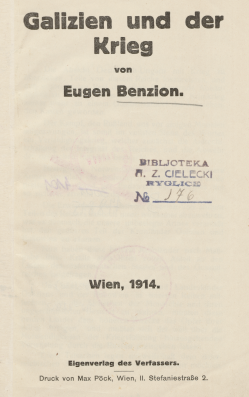 Galizien und der
Krieg
von
Eugen Benzion.
BIBLJOTEKA
H. Z. CIELECKI
RYGLICE
№ 176
Wien, 1914.
Eigenverlag des Verfassers.
Druck von Max Pöck, Wien, II. Stefaniestraße 2.